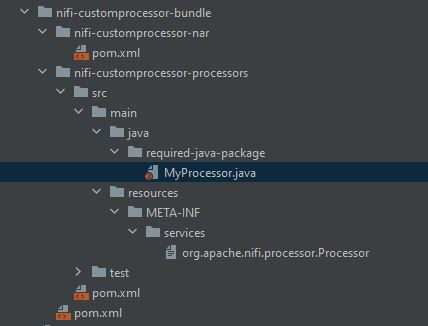 nifi-customprocessor-bundle
nifi-customprocessor-nar
pom.xml
nifi-customprocessor-processors
src
main
java
required-java-package
MyProcessor.java
resources
META-INF
services
org.apache.nifi.processor.Processor
test
pom.xml
pom.xml